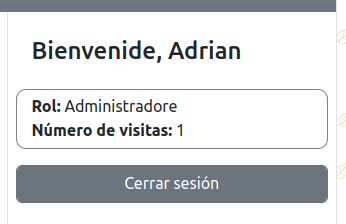 Bienvenide, Adrian
Rol: Administradore
Número de visitas: 1
Cerrar sesión